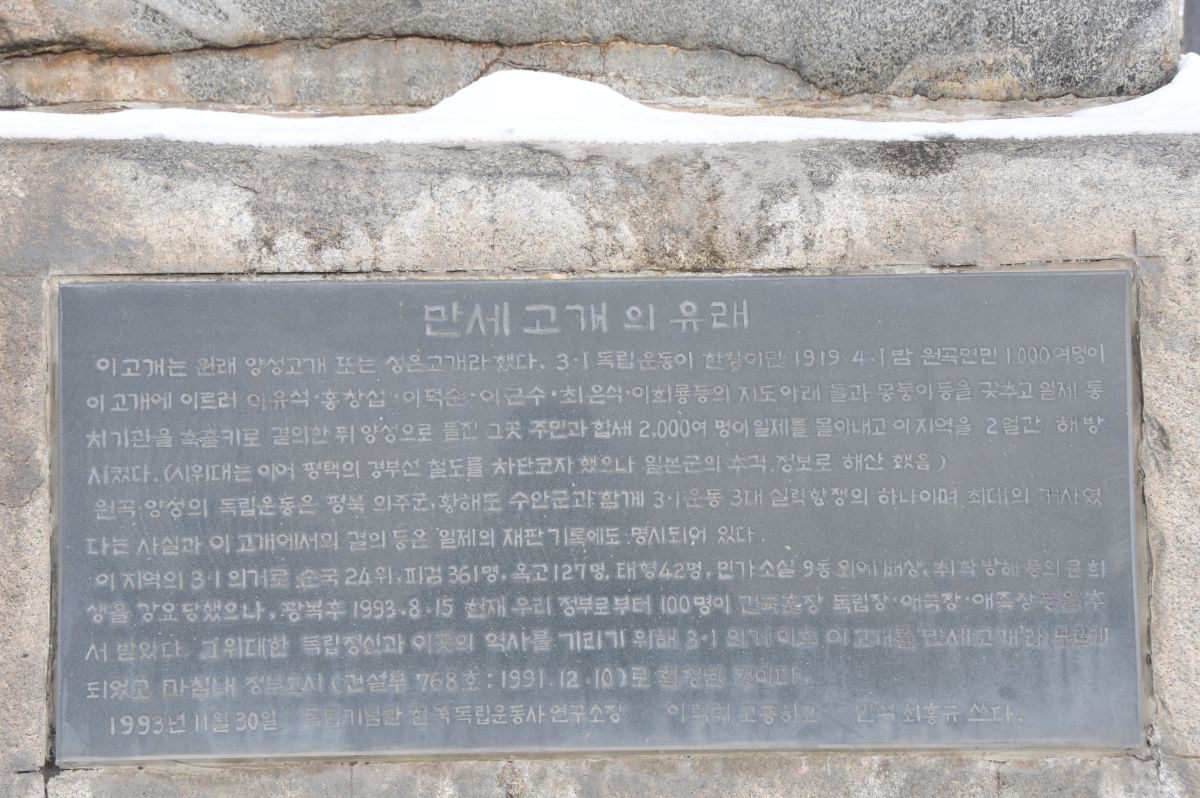 만세고개의 유래
이 고개는 원래 양성고개 또는 성은고개라 했다. 3·1 독립운동이 한창이던 1919·4·1 밤 원곡면민 1,000여명이
이 고개에 이르러 이유석·홍창섭·이덕순·이근수·최은식·이희룡등의 지도아래 돌과 몽둥이등을 갖추고 일제 통
치기관을 축출키로 결의한 뒤 양성으로 돌진 그곳 주민과 합세 2,000여 명이 일제를 몰아내고 이 지역을 2일간 해방
시켰다. (시위대는 이어 평택의 경부선 철도를 차단코자 했으나 일본군의 추격 정보로 해산 했음)
원곡·양성의 독립운동은 평북 의주군, 황해도 수안군과 함께 3·1운동 3대 실력항쟁의 하나이며 최대의 거사였
다는 사실과 이 고개에서의 결의 등은 일제의 재판기록에도 명시되어 있다.
이 지역의 3·1 의거로 순국 24위, 피검 361명, 옥고 127명, 태형 42명, 민가 소실 9동 외에 배상, 취학방해 등의 큰 희
생을 강요당했으나, 광복후 1993·8·15 현재 우리 정부로부터 100명이 건국훈장 독립장·애국장·애족장 등을 추
서 받았다. 그 위대한 독립정신과 이곳의 역사를 기리기 위해 3·1 의거 이후 이 고개를 만세고개라 부르게
되었고 마침내 정부고시 (건설부 768호: 1991.12.10)로 확정된 것이다.
1993년 11월 30일 독립기념관 한국독립운동사 연구소장 고증하고 최홍규 쓰다.